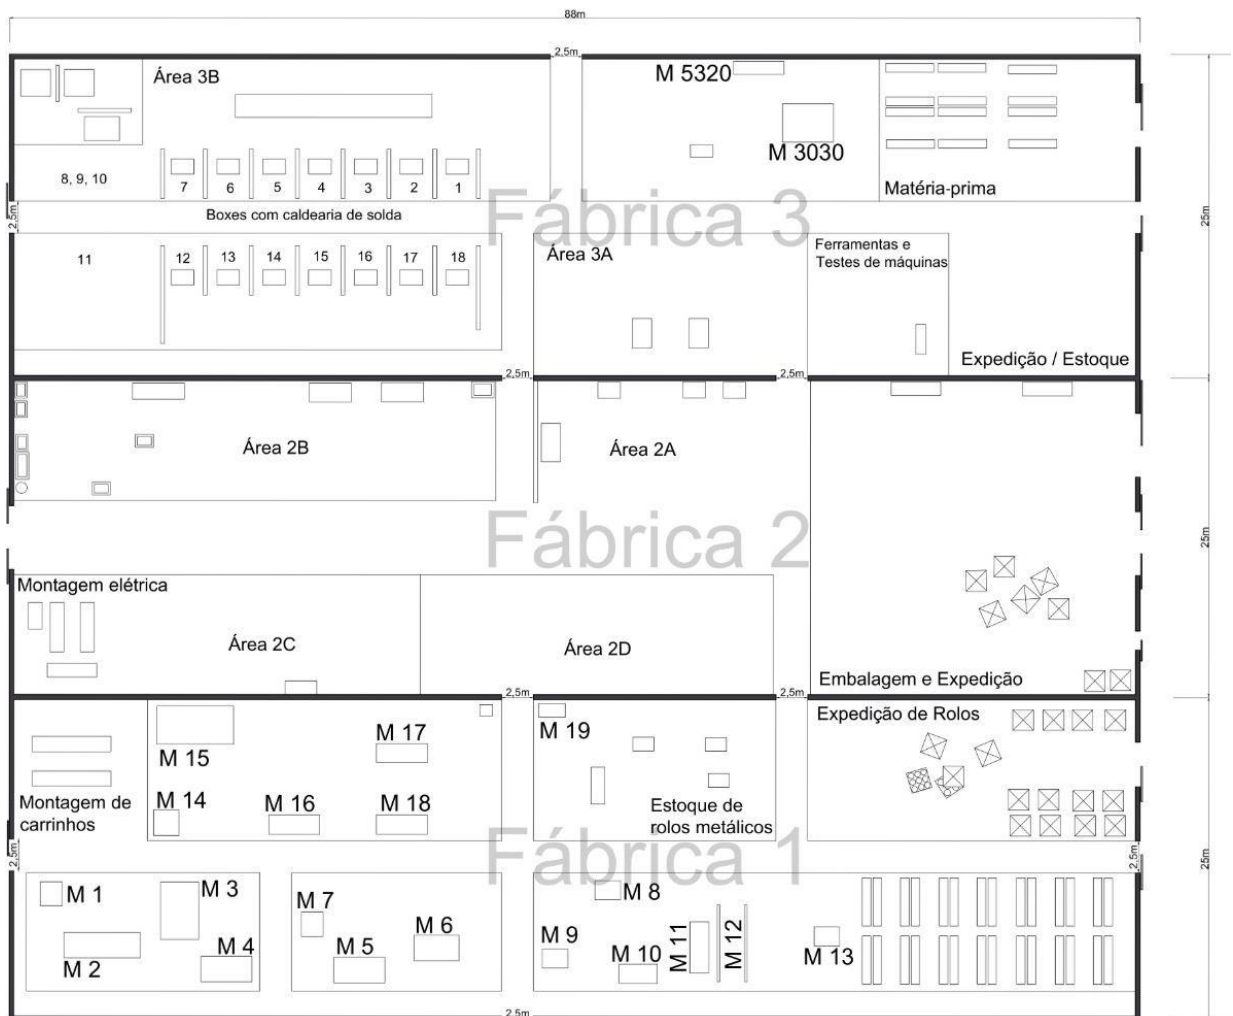 88m
2,5m
Área 3B
M 5320
M 3030
8, 9, 10
7
6
5
4
3
2
1
Matéria-prima
2,5m
Boxes com caldearia de solda
Fábrica 3
25m
11
12
13
14
15
16
17
18
Área 3A
Ferramentas e
Testes de máquinas
Expedição / Estoque
2,5m
2,5m
Área 2B
Área 2A
Fábrica 2
25m
Montagem elétrica
Área 2C
Área 2D
Embalagem e Expedição
2,5m
2,5m
M 15
M 17
M 19
Expedição de Rolos
Montagem de
carrinhos
M 14
M 16
M 18
Estoque de
rolos metálicos
Fábrica 1
2,5m
2,5m
25m
M 1
M 3
M 7
M 8
M 2
M 4
M 5
M 6
M 9
M 10
M 11
M 12
M 13
2,5m